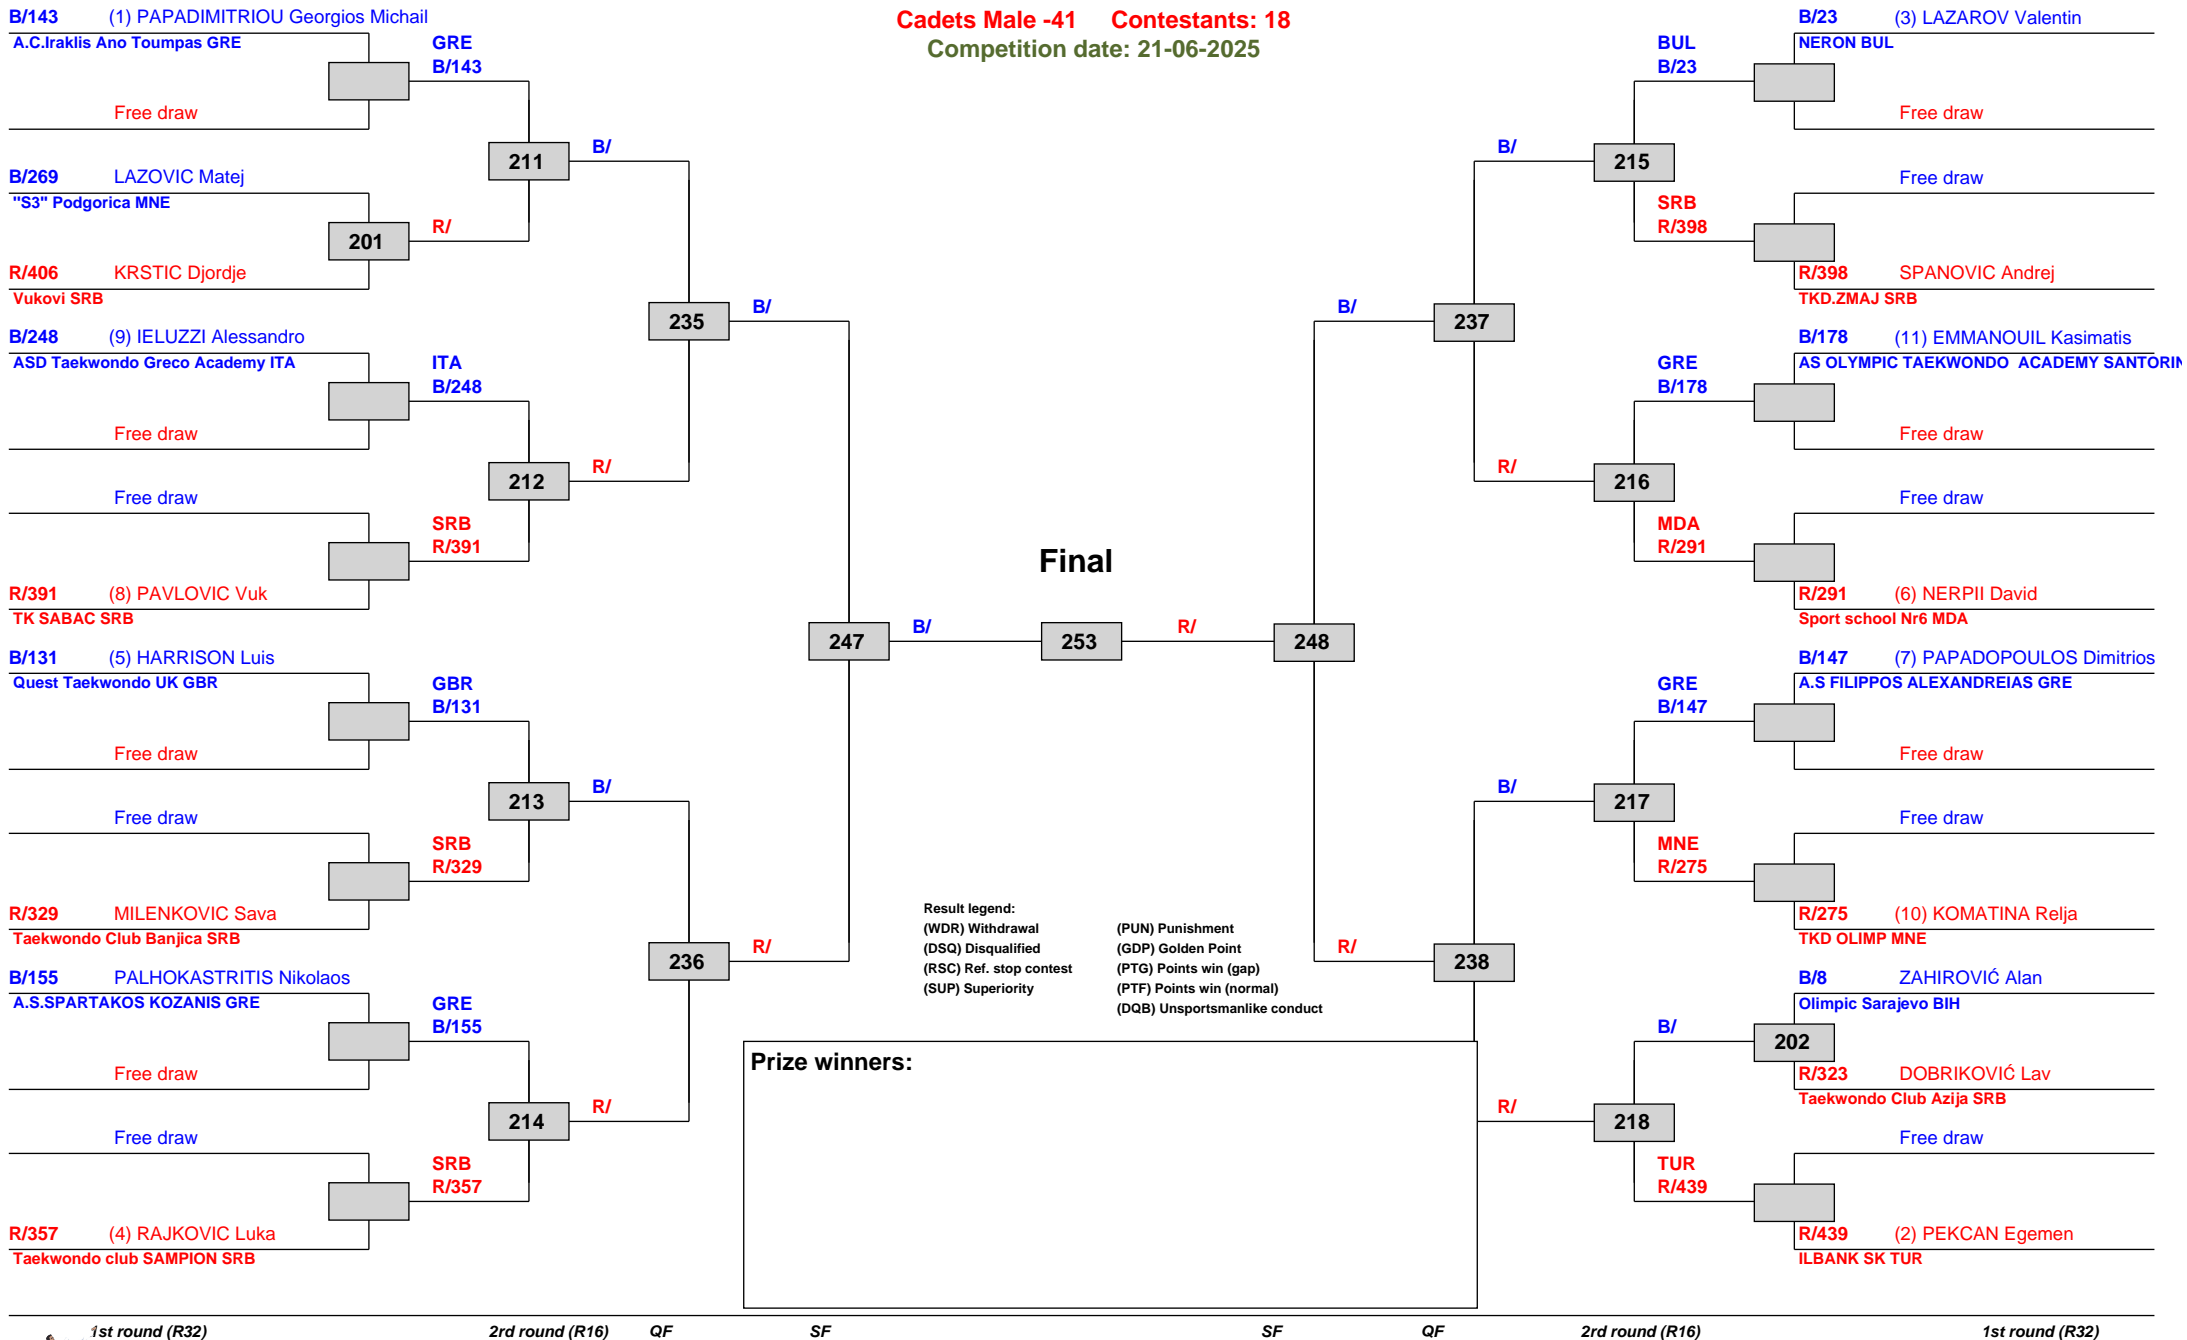 Cadets Male -41 Contestants: 18
Competition date: 21-06-2025
B/143 (1) PAPADIMITRIOU Georgios Michail
A.C.Iraklis Ano Toumpas GRE
GRE
B/143
Free draw
211
B/
B/269 LAZOVIC Matej
"S3" Podgorica MNE
201
R/
R/406 KRSTIC Djordje
Vukovi SRB
235
B/
B/248 (9) IELUZZI Alessandro
ASD Taekwondo Greco Academy ITA
ITA
B/248
Free draw
212
R/
Free draw
SRB
R/391
R/391 (8) PAVLOVIC Vuk
TK SABAC SRB
247
B/
B/131 (5) HARRISON Luis
Quest Taekwondo UK GBR
GBR
B/131
Free draw
213
B/
Free draw
SRB
R/329
R/329 MILENKOVIC Sava
Taekwondo Club Banjica SRB
236
R/
B/155 PALHOKASTRITIS Nikolaos
A.S.SPARTAKOS KOZANIS GRE
GRE
B/155
Free draw
214
R/
Free draw
SRB
R/357
R/357 (4) RAJKOVIC Luka
Taekwondo club SAMPION SRB
Final
253
R/
248
B/23 (3) LAZAROV Valentin
NERON BUL
BUL
B/23
Free draw
B/
215
Free draw
SRB
R/398
R/398 SPANOVIC Andrej
TKD.ZMAJ SRB
B/
237
B/178 (11) EMMANOUIL Kasimatis
AS OLYMPIC TAEKWONDO ACADEMY SANTORIN
GRE
B/178
Free draw
R/
216
Free draw
MDA
R/291
R/291 (6) NERPII David
Sport school Nr6 MDA
B/147 (7) PAPADOPOULOS Dimitrios
A.S FILIPPOS ALEXANDREIAS GRE
GRE
B/147
Free draw
B/
217
Free draw
MNE
R/275
R/275 (10) KOMATINA Relja
TKD OLIMP MNE
R/
238
B/8 ZAHIROVIĆ Alan
Olimpic Sarajevo BIH
B/
202
R/323 DOBRIKOVIĆ Lav
Taekwondo Club Azija SRB
R/
218
Free draw
TUR
R/439
R/439 (2) PEKCAN Egemen
ILBANK SK TUR
Result legend:
(WDR) Withdrawal
(DSQ) Disqualified
(RSC) Ref. stop contest
(SUP) Superiority
(PUN) Punishment
(GDP) Golden Point
(PTG) Points win (gap)
(PTF) Points win (normal)
(DQB) Unsportsmanlike conduct
Prize winners:
1st round (R32) 2rd round (R16) QF SF SF QF 2rd round (R16) 1st round (R32)